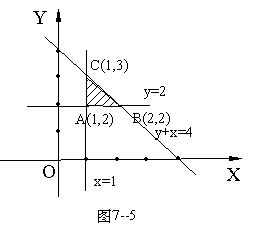 Y
C(1,3)
y=2
A(1,2)
B(2,2)
y+x=4
O
X
x=1
图7--5